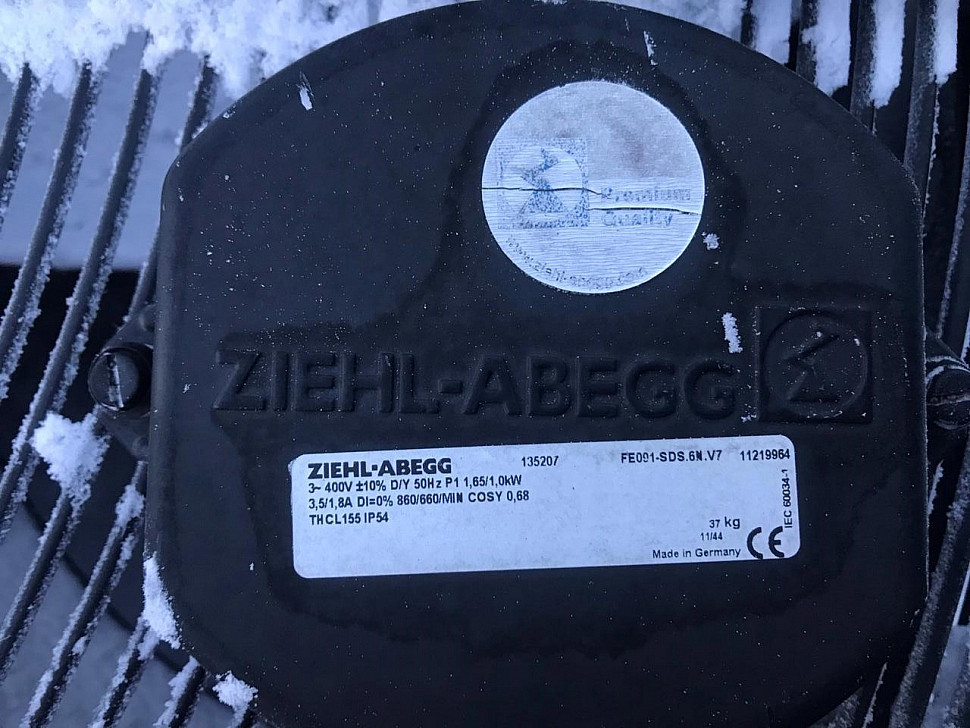 Premium
Quality
ZIEHL-ABEGG
ZIEHL-ABEGG 135207 FE091-SDS.6N.V7 11219964
3~ 400V ±10% D/Y 50Hz P1 1,65/1,0kW
3,5/1,8A DI=0% 860/660/MIN COSY 0,68
THCL155 IP54
37 kg
11/44
Made in Germany CE
IEC 60034-1